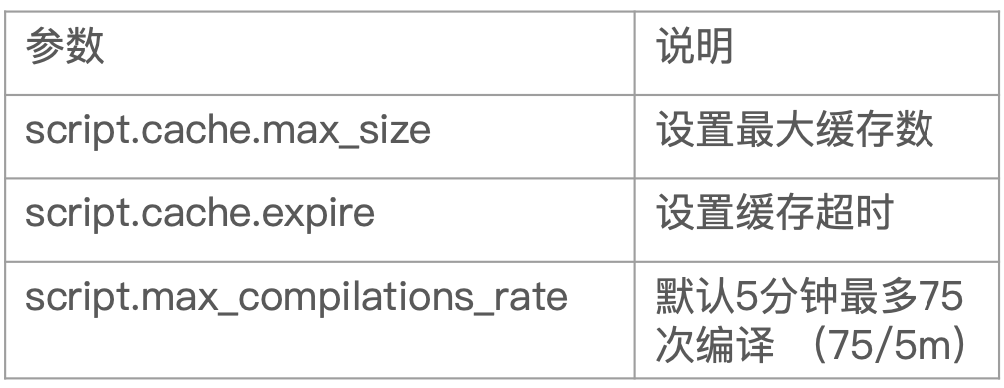 参数
说明
script.cache.max_size
设置最大缓存数
script.cache.expire
设置缓存超时
script.max_compilations_rate
默认5分钟最多75
次编译 （75/5m）